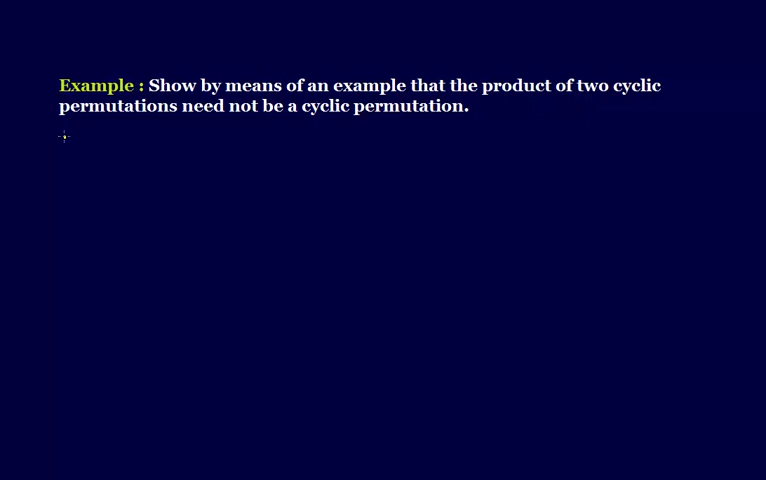 Example : Show by means of an example that the product of two cyclic
permutations need not be a cyclic permutation.